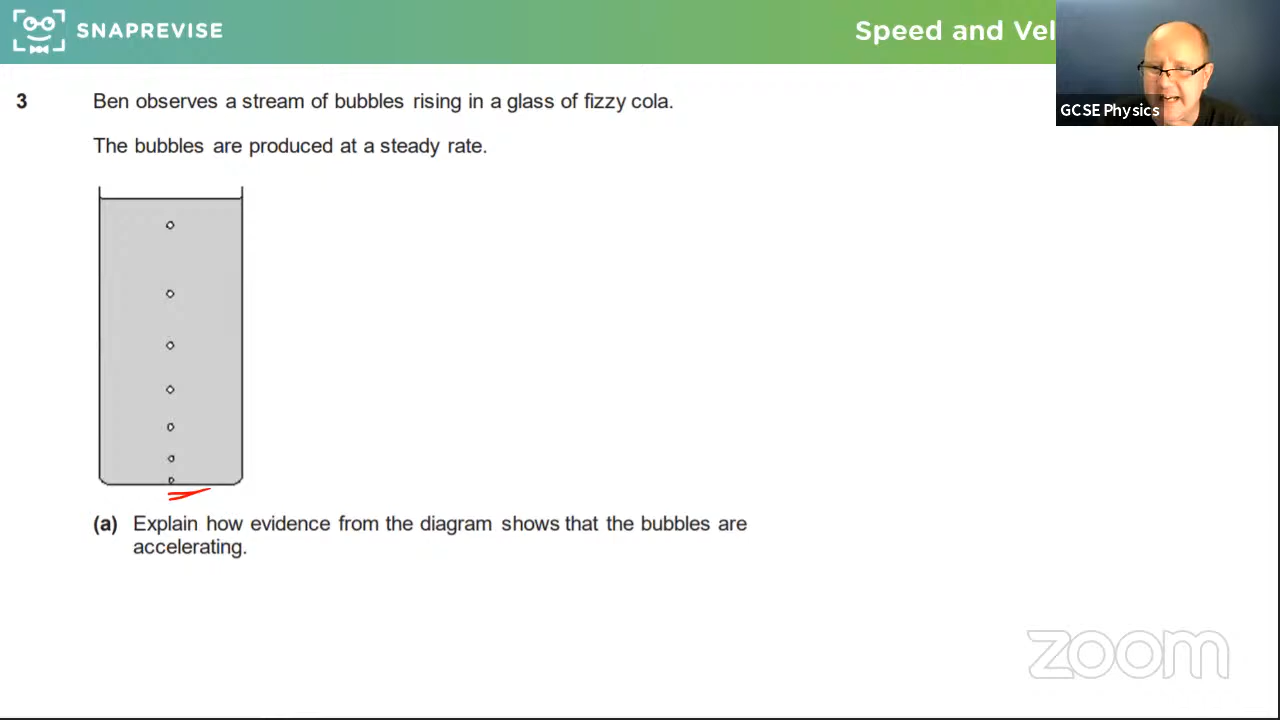 SNAPREVISE
Speed and Vel
GCSE Physics
3 Ben observes a stream of bubbles rising in a glass of fizzy cola.
The bubbles are produced at a steady rate.
(a) Explain how evidence from the diagram shows that the bubbles are
accelerating.
zoom